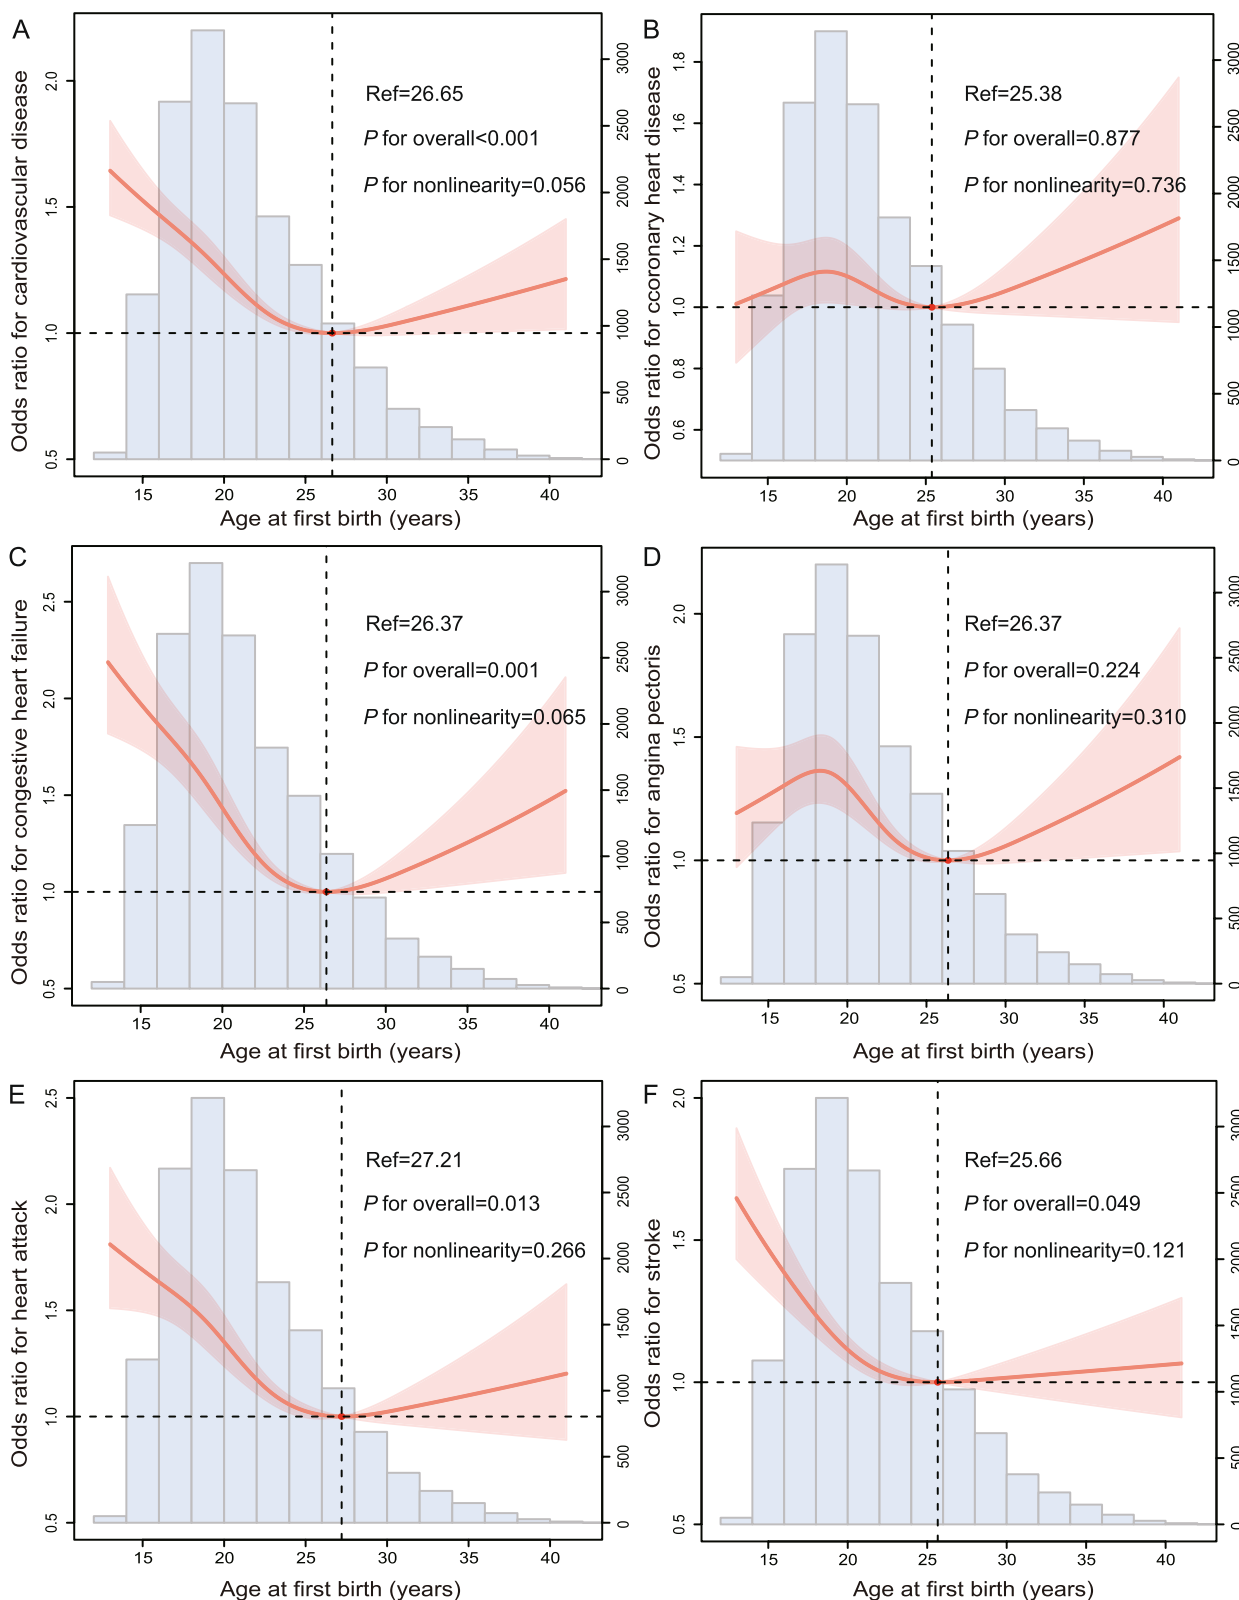 A
Odds ratio for cardiovascular disease
0.5 1.0 1.5 2.0
Ref=26.65
P for overall<0.001
P for nonlinearity=0.056
0 500 1000 1500 2000 2500 3000
15 20 25 30 35 40
Age at first birth (years)
B
Odds ratio for ccoronary heart disease
0.6 0.8 1.0 1.2 1.4 1.6 1.8
Ref=25.38
P for overall=0.877
P for nonlinearity=0.736
0 500 1000 1500 2000 2500 3000
15 20 25 30 35 40
Age at first birth (years)
C
Odds ratio for congestive heart failure
0.5 1.0 1.5 2.0 2.5
Ref=26.37
P for overall=0.001
P for nonlinearity=0.065
0 500 1000 1500 2000 2500 3000
15 20 25 30 35 40
Age at first birth (years)
D
Odds ratio for angina pectoris
0.5 1.0 1.5 2.0
Ref=26.37
P for overall=0.224
P for nonlinearity=0.310
0 500 1000 1500 2000 2500 3000
15 20 25 30 35 40
Age at first birth (years)
E
Odds ratio for heart attack
0.5 1.0 1.5 2.0 2.5
Ref=27.21
P for overall=0.013
P for nonlinearity=0.266
0 500 1000 1500 2000 2500 3000
15 20 25 30 35 40
Age at first birth (years)
F
Odds ratio for stroke
0.5 1.0 1.5 2.0
Ref=25.66
P for overall=0.049
P for nonlinearity=0.121
0 500 1000 1500 2000 2500 3000
15 20 25 30 35 40
Age at first birth (years)